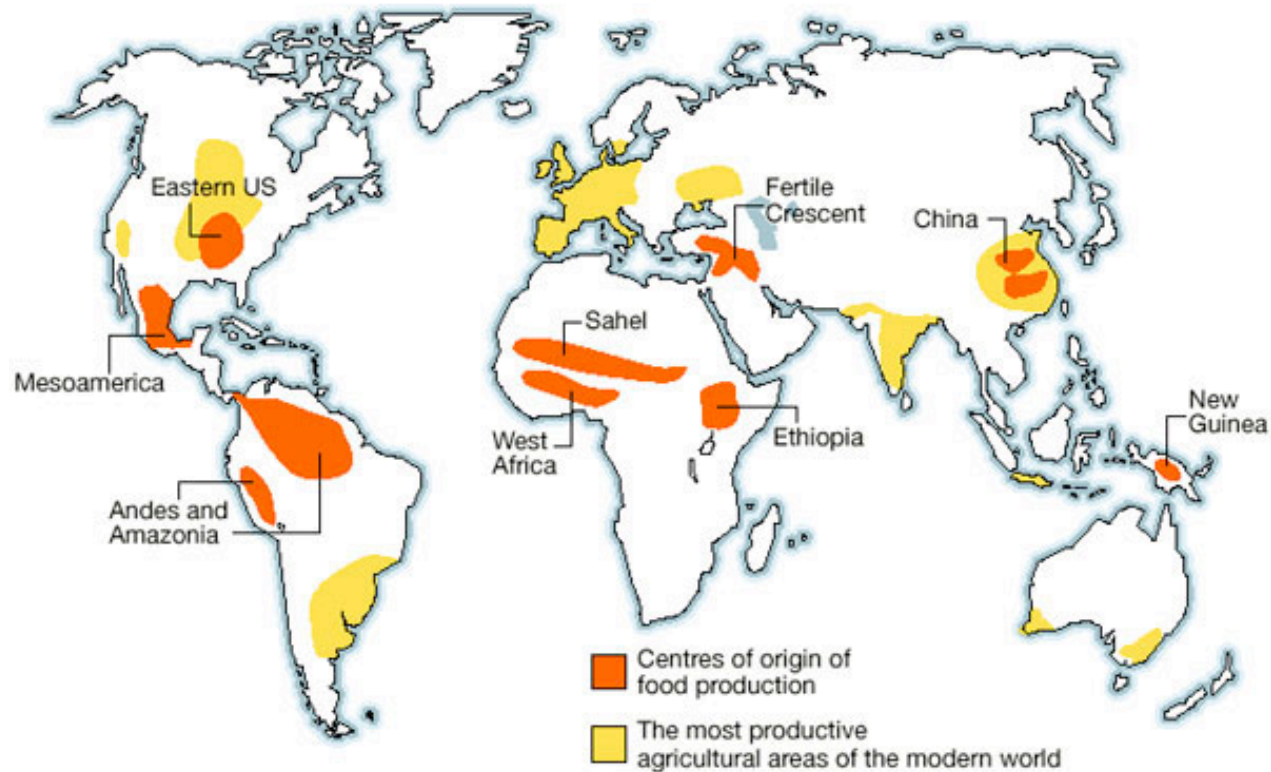 Eastern US
Fertile
Crescent
China
Sahel
Mesoamerica
New
Guinea
West
Africa
Ethiopia
Andes and
Amazonia
Centres of origin of
food production
The most productive
agricultural areas of the modern world